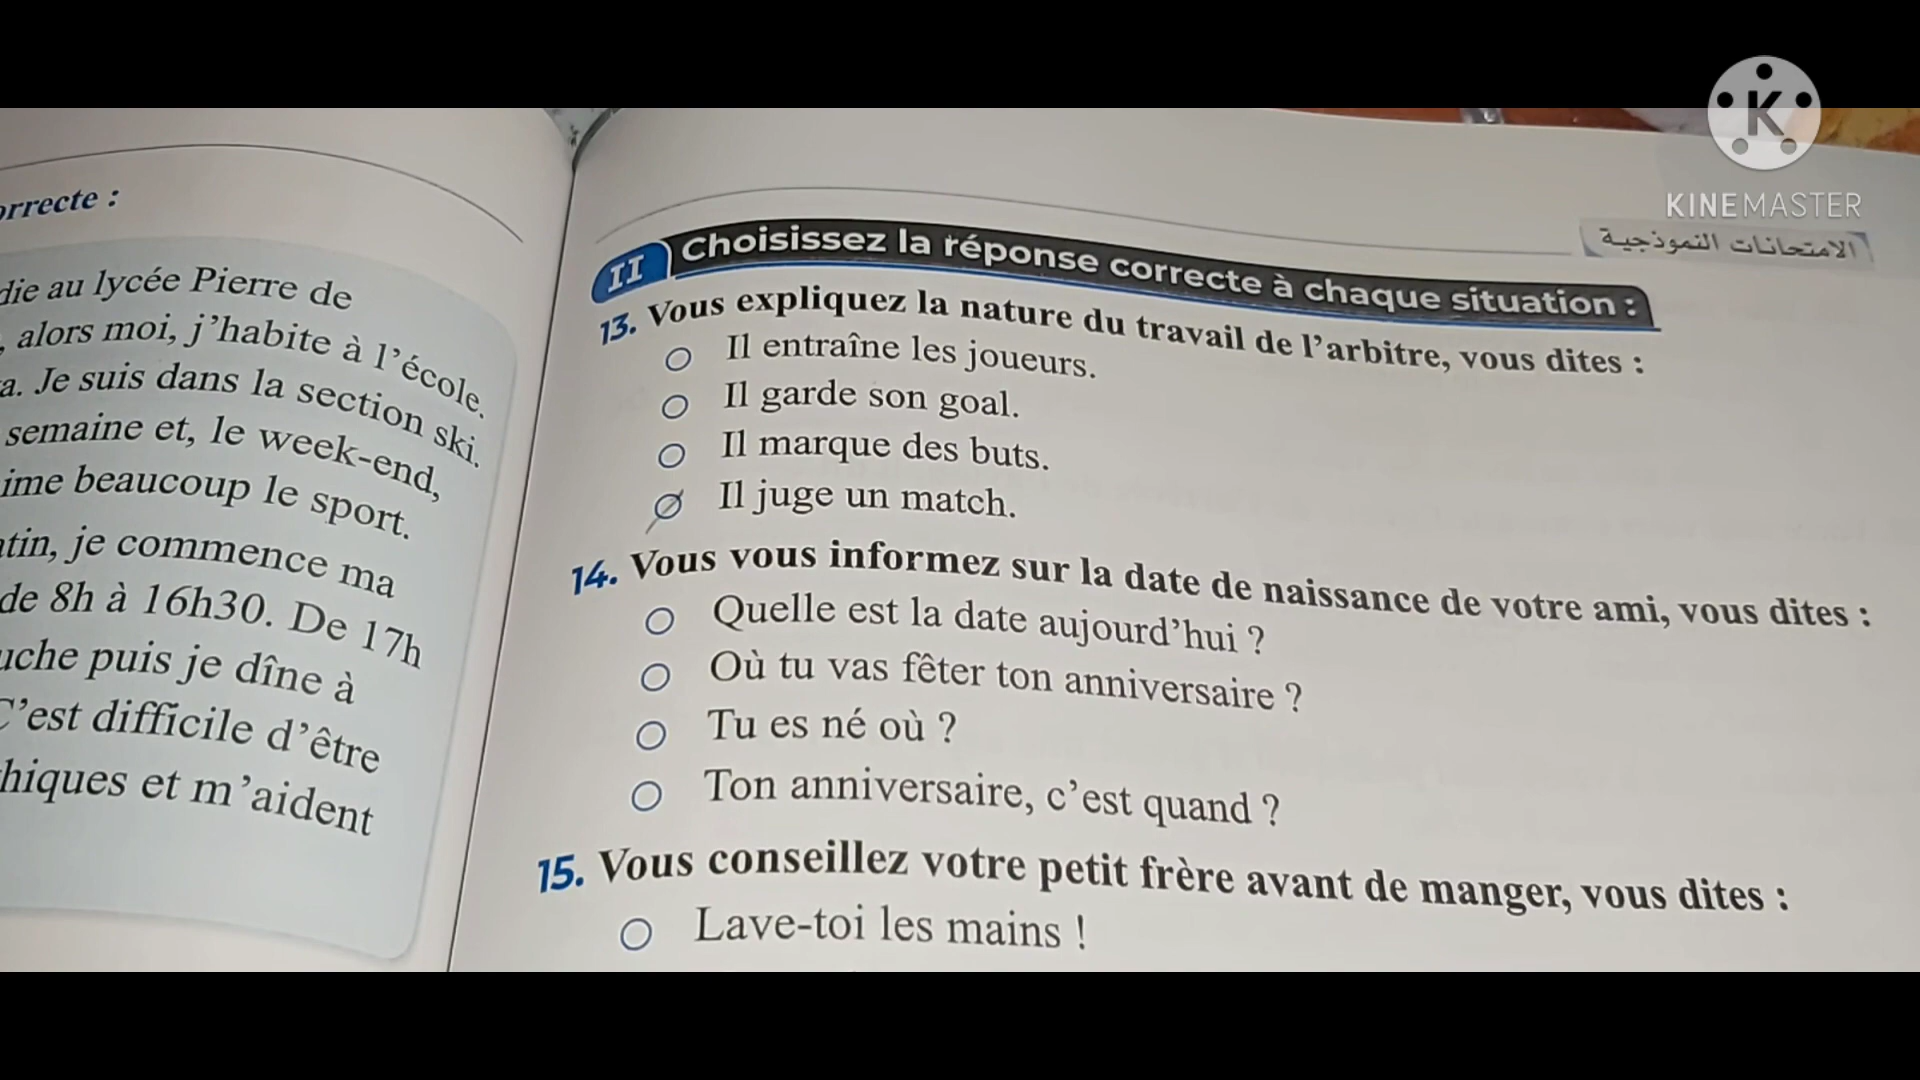 KINEMASTER
orrecte :
die au lycée Pierre de
, alors moi, j'habite à l'école.
a. Je suis dans la section ski.
semaine et, le week-end,
ime beaucoup le sport.
tin, je commence ma
de 8h à 16h30. De 17h
uche puis je dîne à
C'est difficile d'être
hiques et m'aident
الامتحانات النموذجية
II Choisissez la réponse correcte à chaque situation :
13. Vous expliquez la nature du travail de l'arbitre, vous dites :
Il entraîne les joueurs.
Il garde son goal.
Il marque des buts.
Il juge un match.
14. Vous vous informez sur la date de naissance de votre ami, vous dites :
Quelle est la date aujourd'hui ?
Où tu vas fêter ton anniversaire ?
Tu es né où ?
Ton anniversaire, c'est quand ?
15. Vous conseillez votre petit frère avant de manger, vous dites :
Lave-toi les mains !